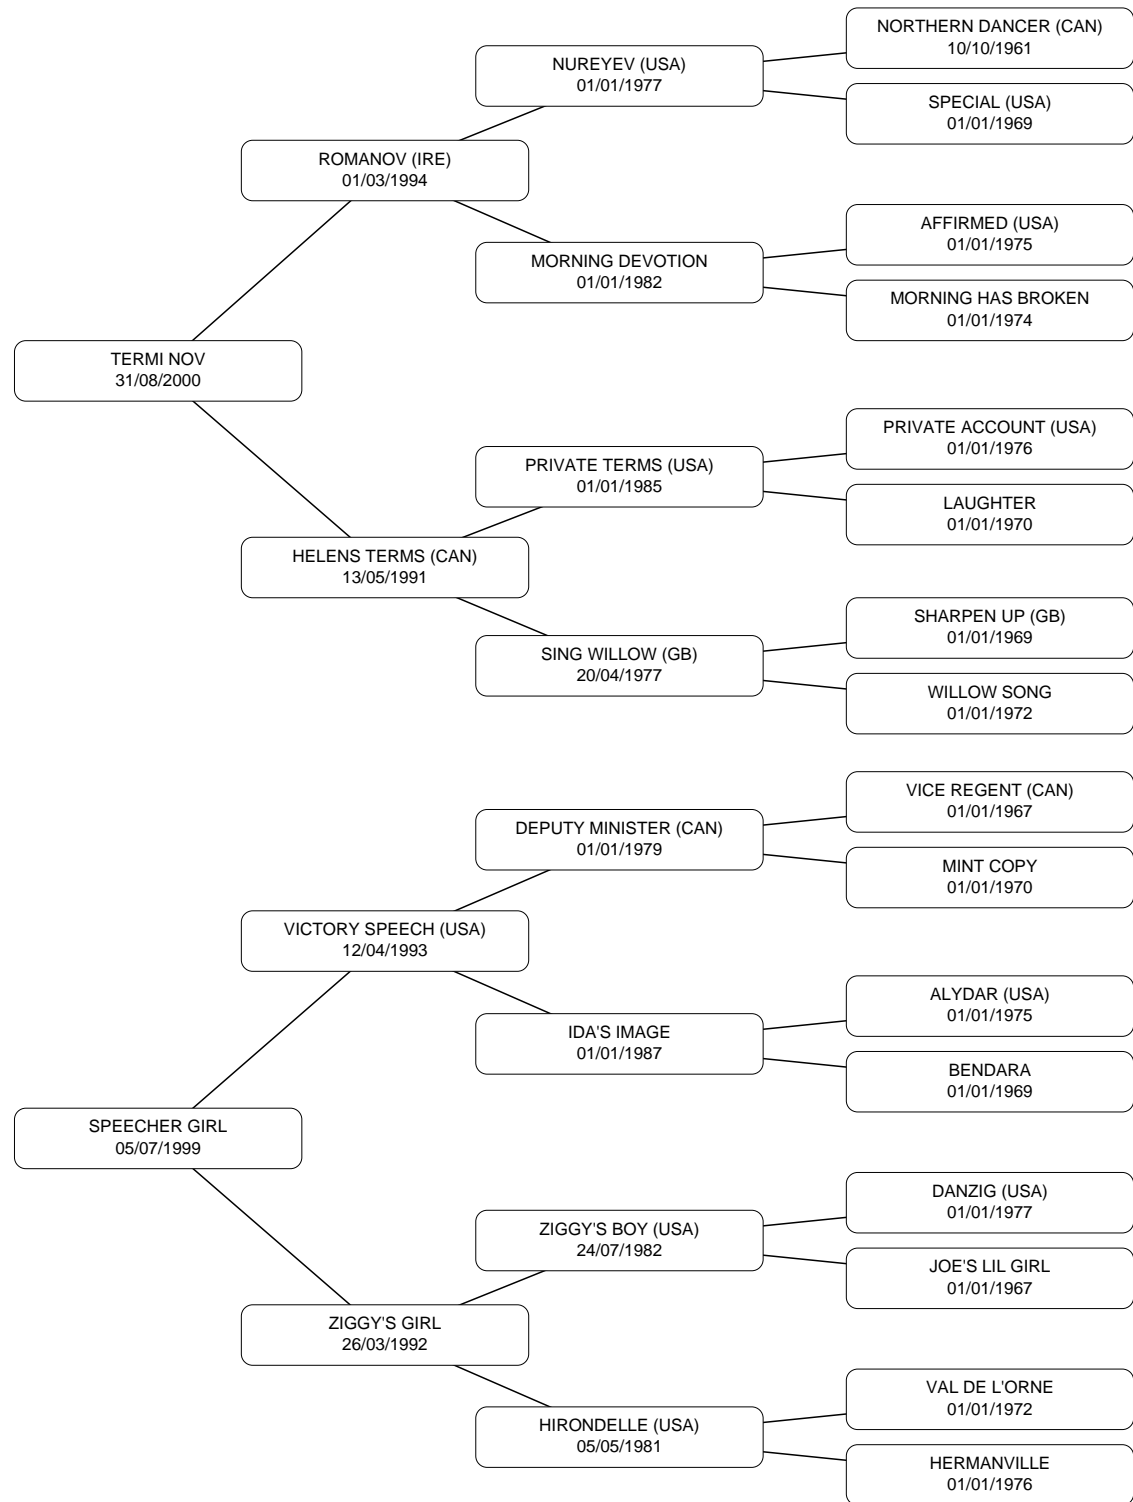 NORTHERN DANCER (CAN)
10/10/1961
NUREYEV (USA)
01/01/1977
SPECIAL (USA)
01/01/1969
ROMANOV (IRE)
01/03/1994
AFFIRMED (USA)
01/01/1975
MORNING DEVOTION
01/01/1982
MORNING HAS BROKEN
01/01/1974
TERMI NOV
31/08/2000
PRIVATE ACCOUNT (USA)
01/01/1976
PRIVATE TERMS (USA)
01/01/1985
LAUGHTER
01/01/1970
HELENS TERMS (CAN)
13/05/1991
SHARPEN UP (GB)
01/01/1969
SING WILLOW (GB)
20/04/1977
WILLOW SONG
01/01/1972
VICE REGENT (CAN)
01/01/1967
DEPUTY MINISTER (CAN)
01/01/1979
MINT COPY
01/01/1970
VICTORY SPEECH (USA)
12/04/1993
ALYDAR (USA)
01/01/1975
IDA'S IMAGE
01/01/1987
BENDARA
01/01/1969
SPEECHER GIRL
05/07/1999
DANZIG (USA)
01/01/1977
ZIGGY'S BOY (USA)
24/07/1982
JOE'S LIL GIRL
01/01/1967
ZIGGY'S GIRL
26/03/1992
VAL DE L'ORNE
01/01/1972
HIRONDELLE (USA)
05/05/1981
HERMANVILLE
01/01/1976